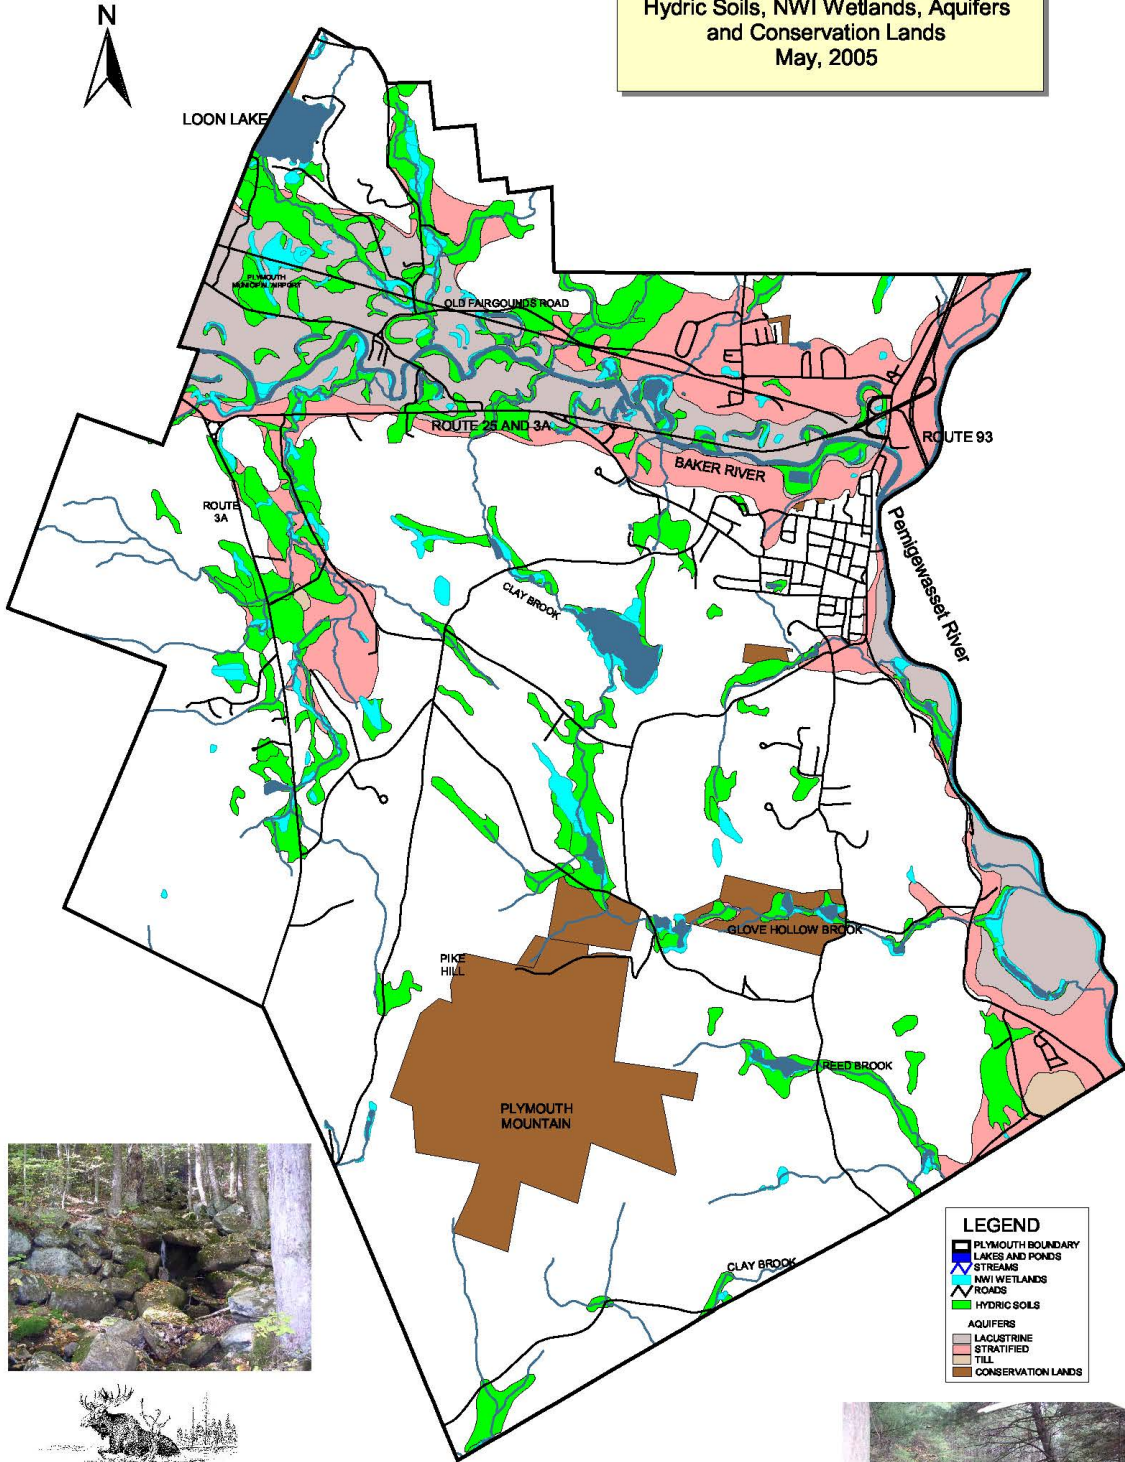 Hydric Soils, NWI Wetlands, Aquifers
and Conservation Lands
May, 2005
N
LOON LAKE
PLYMOUTH
MUNICIPAL AIRPORT
OLD FAIRGOUNDS ROAD
ROUTE 25 AND 3A
ROUTE 93
BAKER RIVER
ROUTE
3A
Pemigewasset River
CLAY BROOK
GLOVE HOLLOW BROOK
PIKE
HILL
REED BROOK
PLYMOUTH
MOUNTAIN
CLAY BROOK
LEGEND
PLYMOUTH BOUNDARY
LAKES AND PONDS
STREAMS
NWI WETLANDS
ROADS
HYDRIC SOILS
AQUIFERS
LACUSTRINE
STRATIFIED
TILL
CONSERVATION LANDS